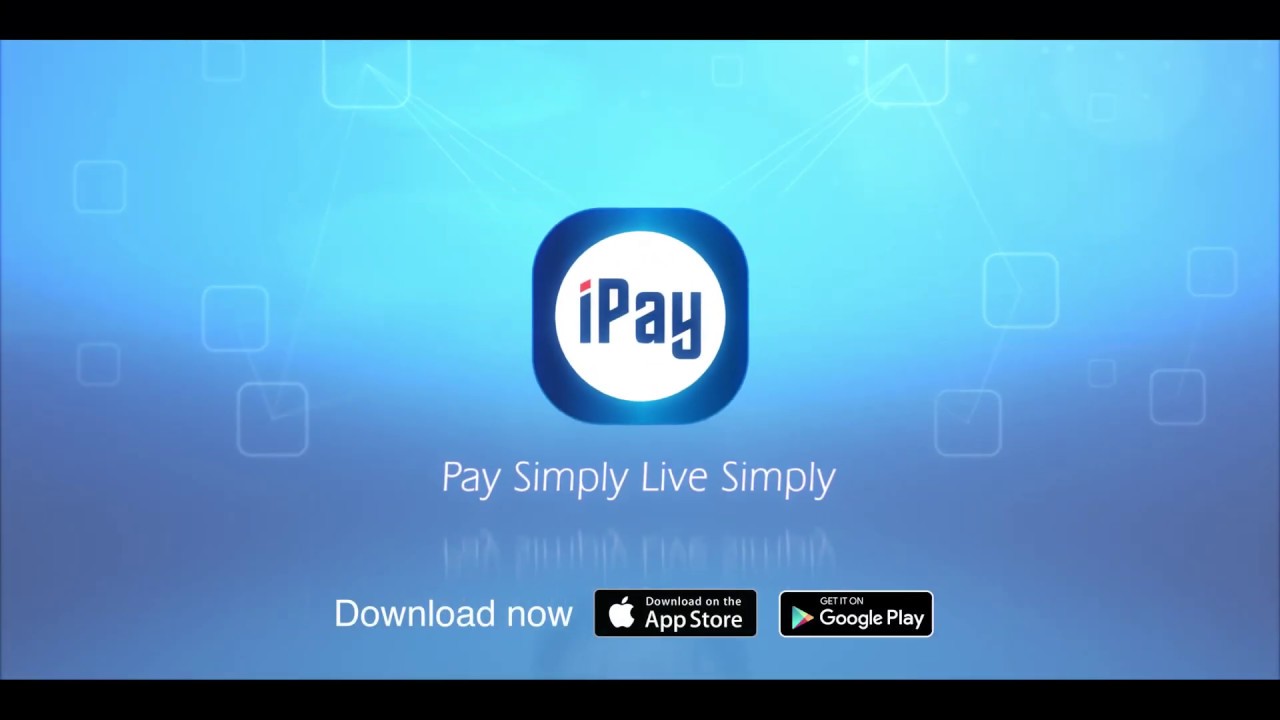 iPay
Pay Simply Live Simply
Download now
Download on the
App Store
GET IT ON
Google Play